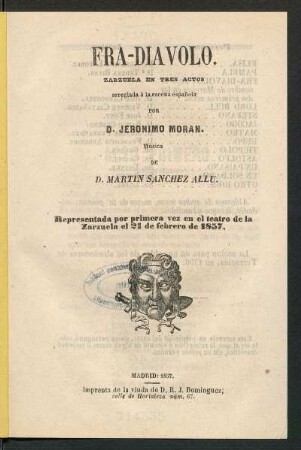 FRA-DIAVOLO.
ZARZUELA EN TRES ACTOS
arreglada á la escena española
POR
D. JERONIMO MORAN.
Música
DE
D. MARTIN SANCHEZ ALLÚ.
Representada por primera vez en el teatro de la
Zarzuela el 21 de febrero de 1857.
MADRID: 1857.
Imprenta de la viuda de D. R. J. Dominguez;
calle de Hortaleza núm. 67.